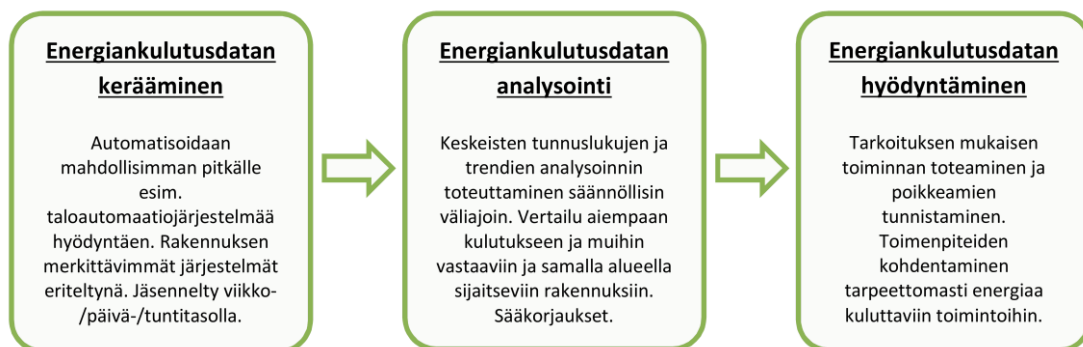 Energiankulutusdatan
kerääminen
Automatisoidaan
mahdollisimman pitkälle
esim.
taloautomaatiojärjestelmää
hyödyntäen. Rakennuksen
merkittävimmät järjestelmät
eriteltynä. Jäsennelty viikko-
/päivä-/tuntitasolla.
Energiankulutusdatan
analysointi
Keskeisten tunnuslukujen ja
trendien analysoinnin
toteuttaminen säännöllisin
väliajoin. Vertailu aiempaan
kulutukseen ja muihin
vastaaviin ja samalla alueella
sijaitseviin rakennuksiin.
Sääkorjaukset.
Energiankulutusdatan
hyödyntäminen
Tarkoituksen mukaisen
toiminnan toteaminen ja
poikkeamien
tunnistaminen.
Toimenpiteiden
kohdentaminen
tarpeettomasti energiaa
kuluttaviin toimintoihin.